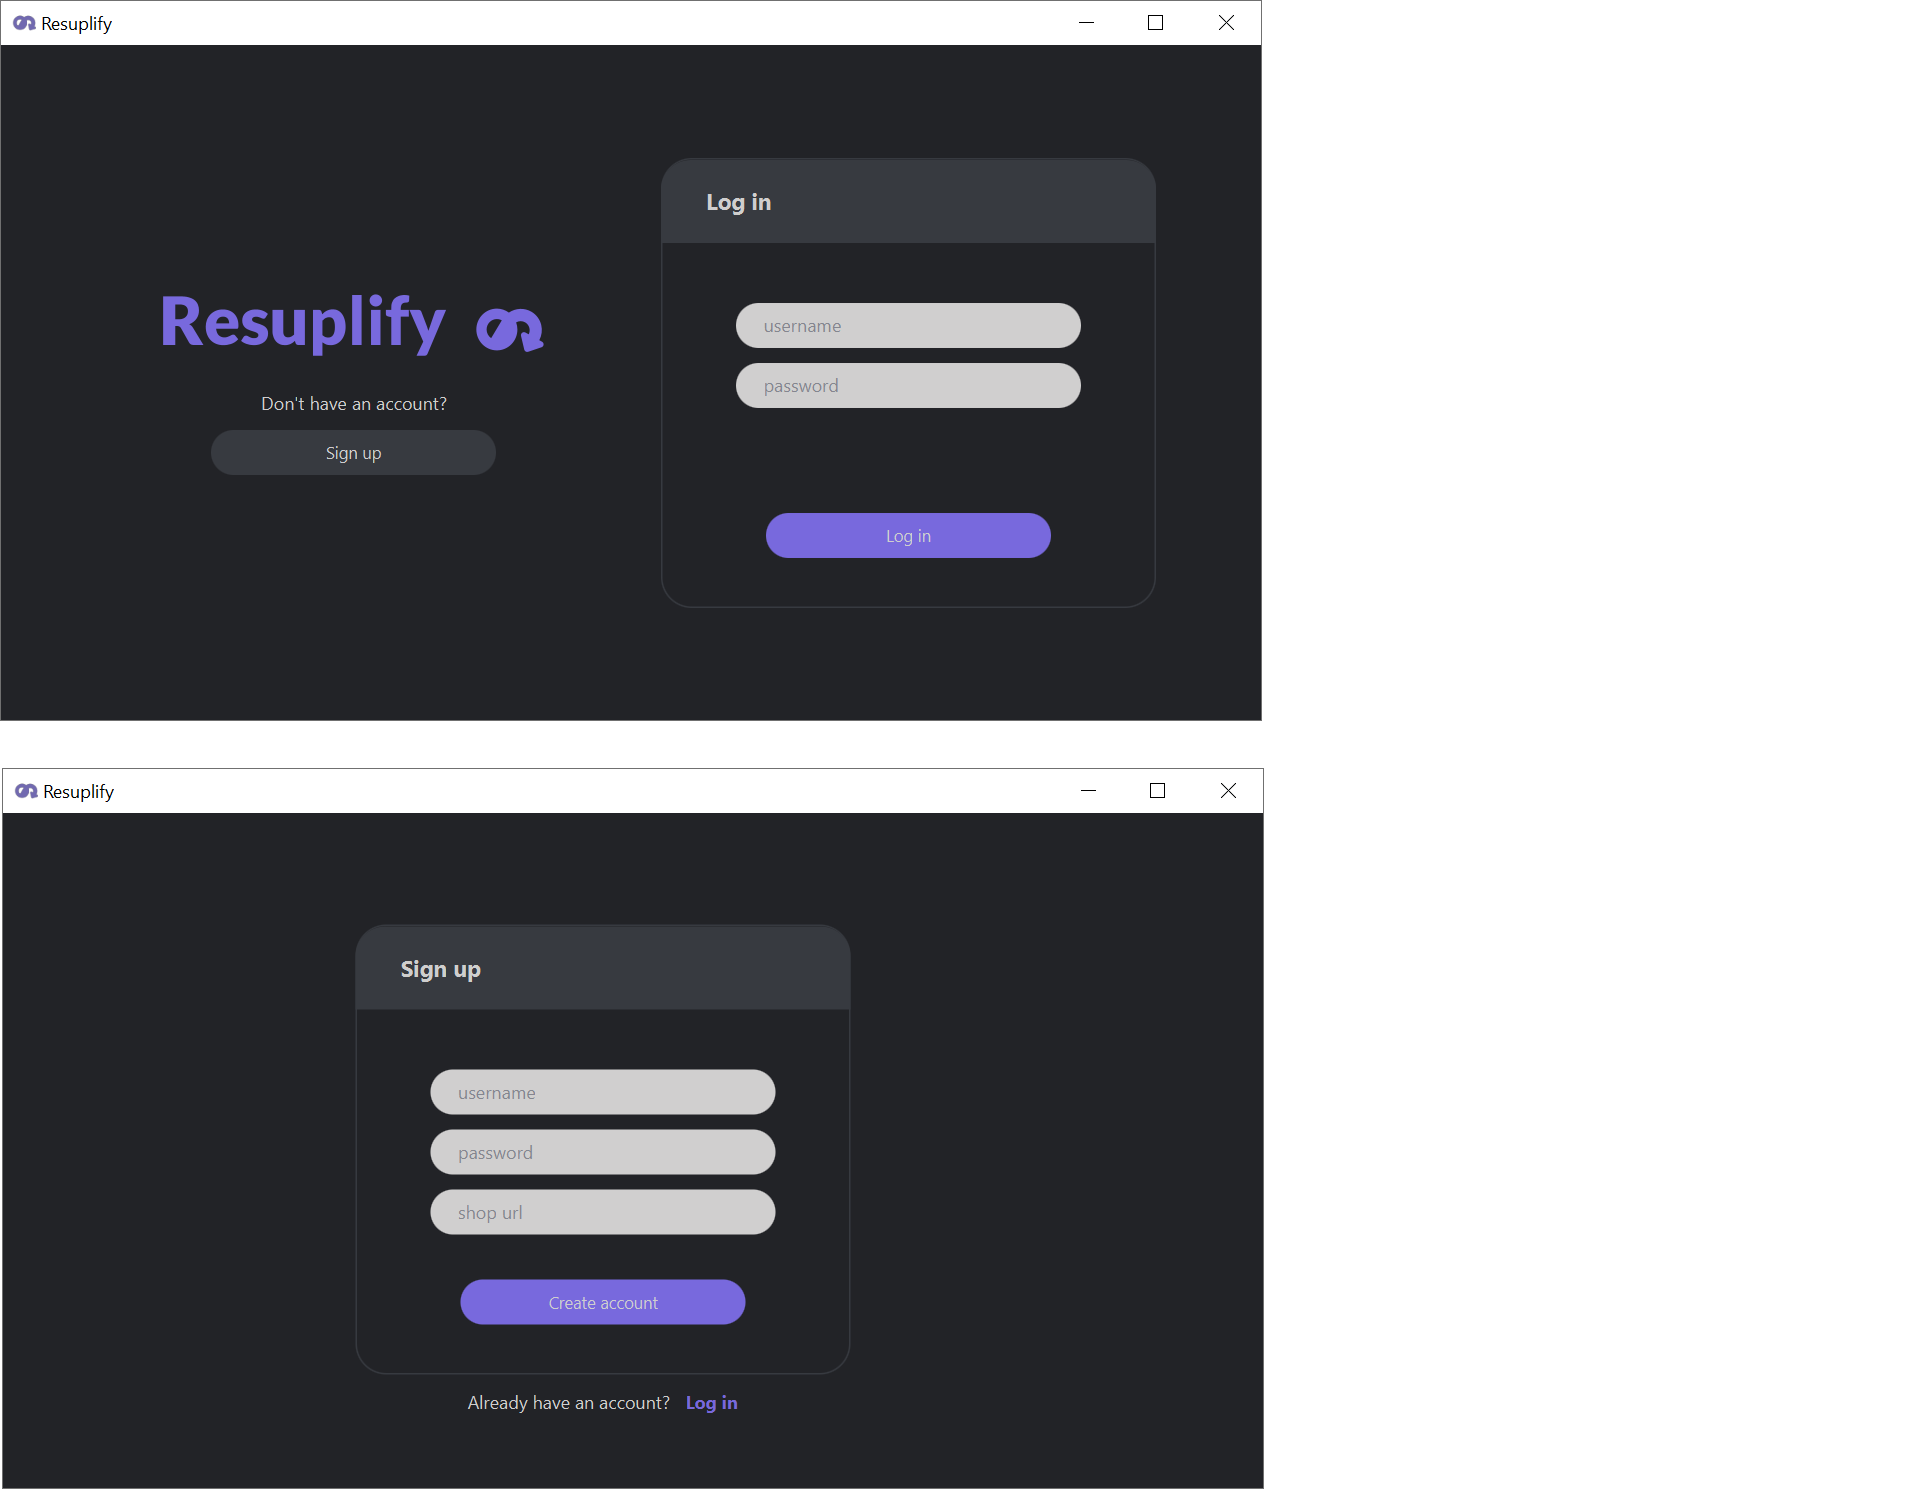 Resuplify
Log in
Resuplify
username
password
Don't have an account?
Sign up
Log in
Resuplify
Sign up
username
password
shop url
Create account
Already have an account? Log in